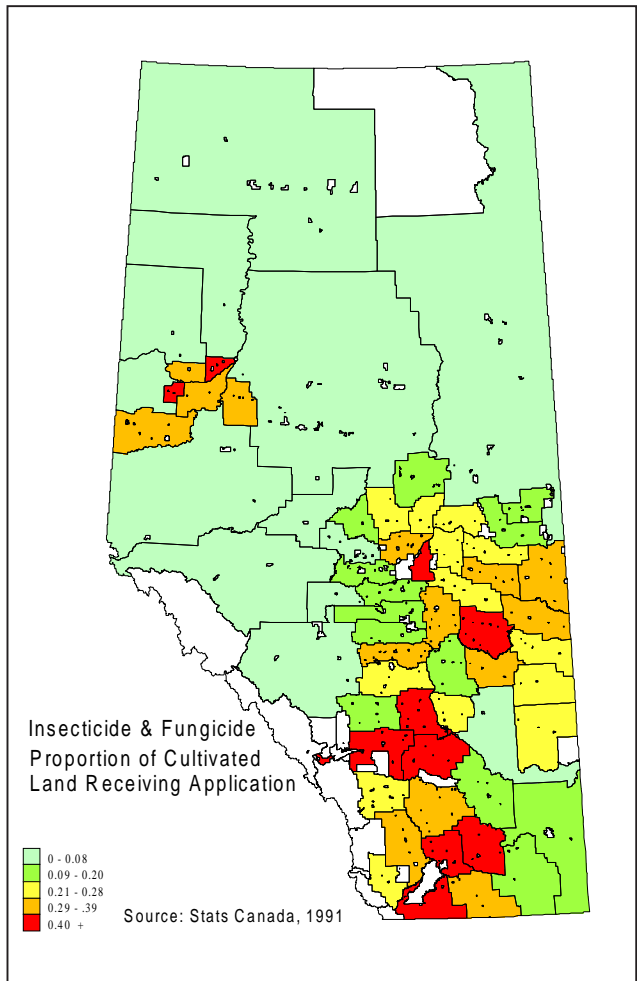 Insecticide & Fungicide
Proportion of Cultivated
Land Receiving Application
0 - 0.08
0.09 - 0.20
0.21 - 0.28
0.29 - .39
0.40 +
Source: Stats Canada, 1991